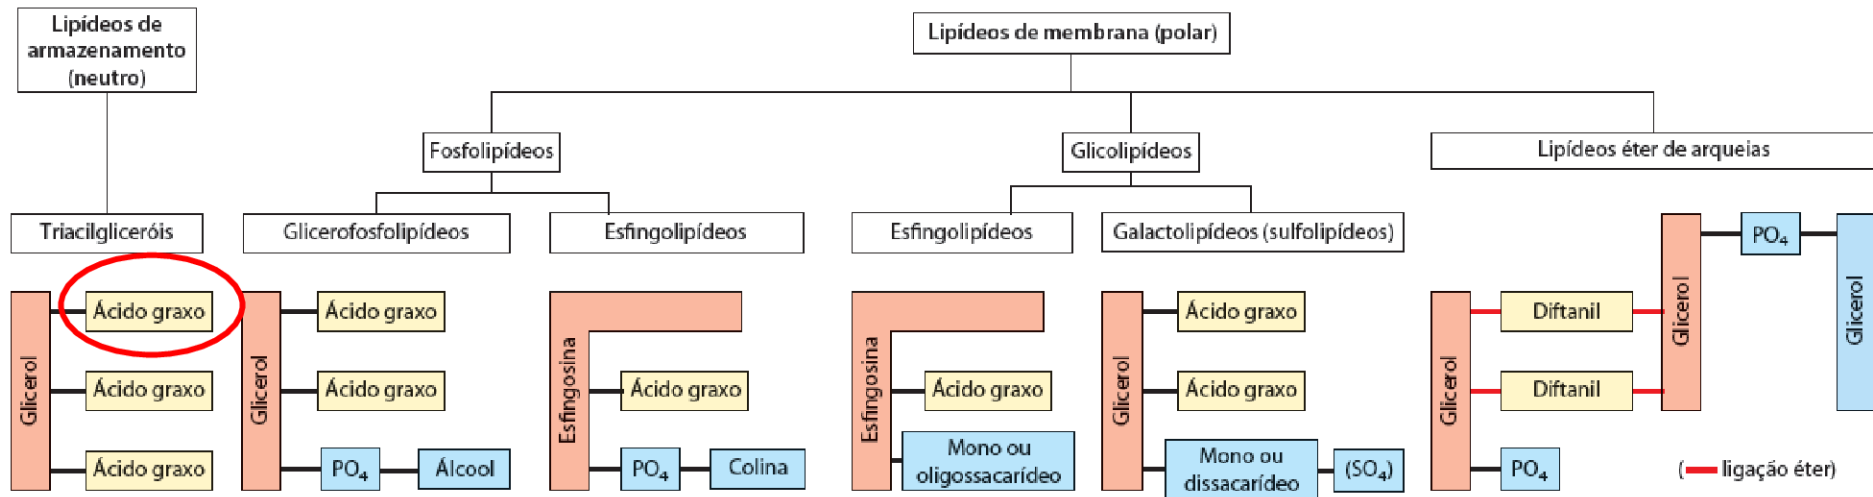 Lipídeos de
armazenamento
(neutro)
Lipídeos de membrana (polar)
Fosfolipídeos
Glicolipídeos
Lipídeos éter de arqueias
Triacilgliceróis
Glicerofosfolipídeos
Esfingolipídeos
Esfingolipídeos
Galactolipídeos (sulfolipídeos)
Glicerol
Ácido graxo
Ácido graxo
Ácido graxo
Glicerol
Ácido graxo
Ácido graxo
PO₄
Álcool
Esfingosina
Ácido graxo
PO₄
Colina
Esfingosina
Ácido graxo
Mono ou
oligossacarídeo
Glicerol
Ácido graxo
Ácido graxo
Mono ou
dissacarídeo
(SO₄)
Glicerol
Diftanil
Diftanil
PO₄
Glicerol
PO₄
Glicerol
( ligação éter)